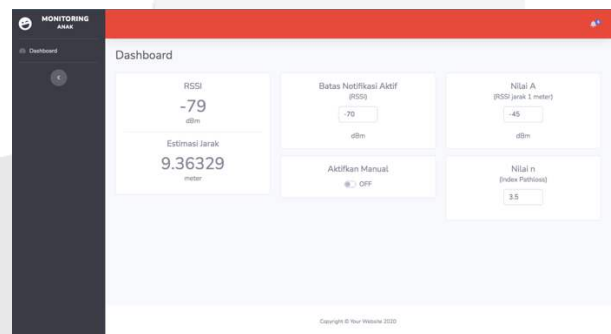 MONITORING
ANAK
Dashboard
Dashboard
RSSI
-79
dBm
Estimasi Jarak
9.36329
meter
Batas Notifikasi Aktif
(RSSI)
-70
dBm
Aktifkan Manual
OFF
Nilai A
(RSSI jarak 1 meter)
-45
dBm
Nilai n
(Index Pathloss)
3.5
Copyright © Your Website 2020